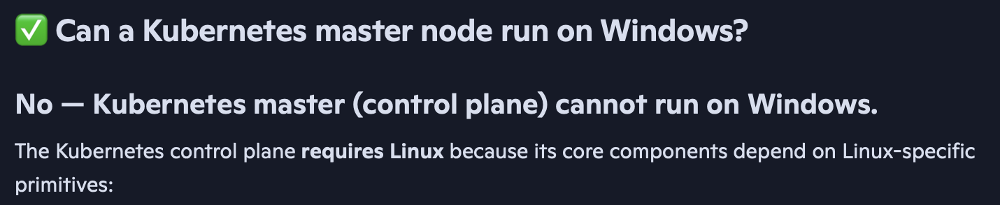 ✅ Can a Kubernetes master node run on Windows?
No — Kubernetes master (control plane) cannot run on Windows.
The Kubernetes control plane requires Linux because its core components depend on Linux-specific
primitives: